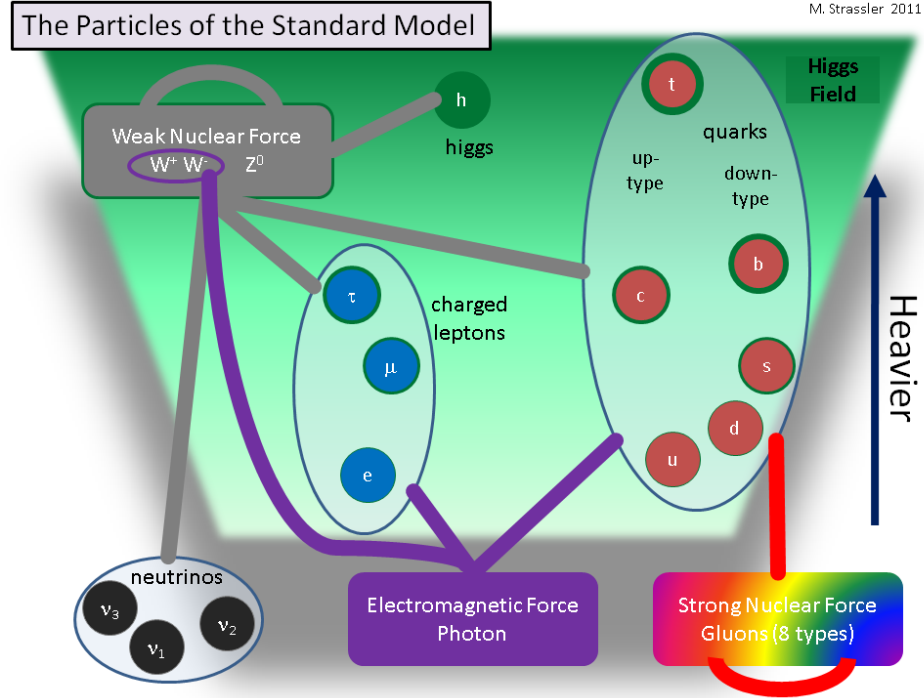 The Particles of the Standard Model
M. Strassler 2011
Higgs
Field
Weak Nuclear Force
W⁺ W⁻ Z⁰
h
higgs
t
quarks
up-
type
down-
type
b
c
τ
charged
leptons
μ
s
d
u
e
Heavier
neutrinos
ν₃
ν₂
ν₁
Electromagnetic Force
Photon
Strong Nuclear Force
Gluons (8 types)